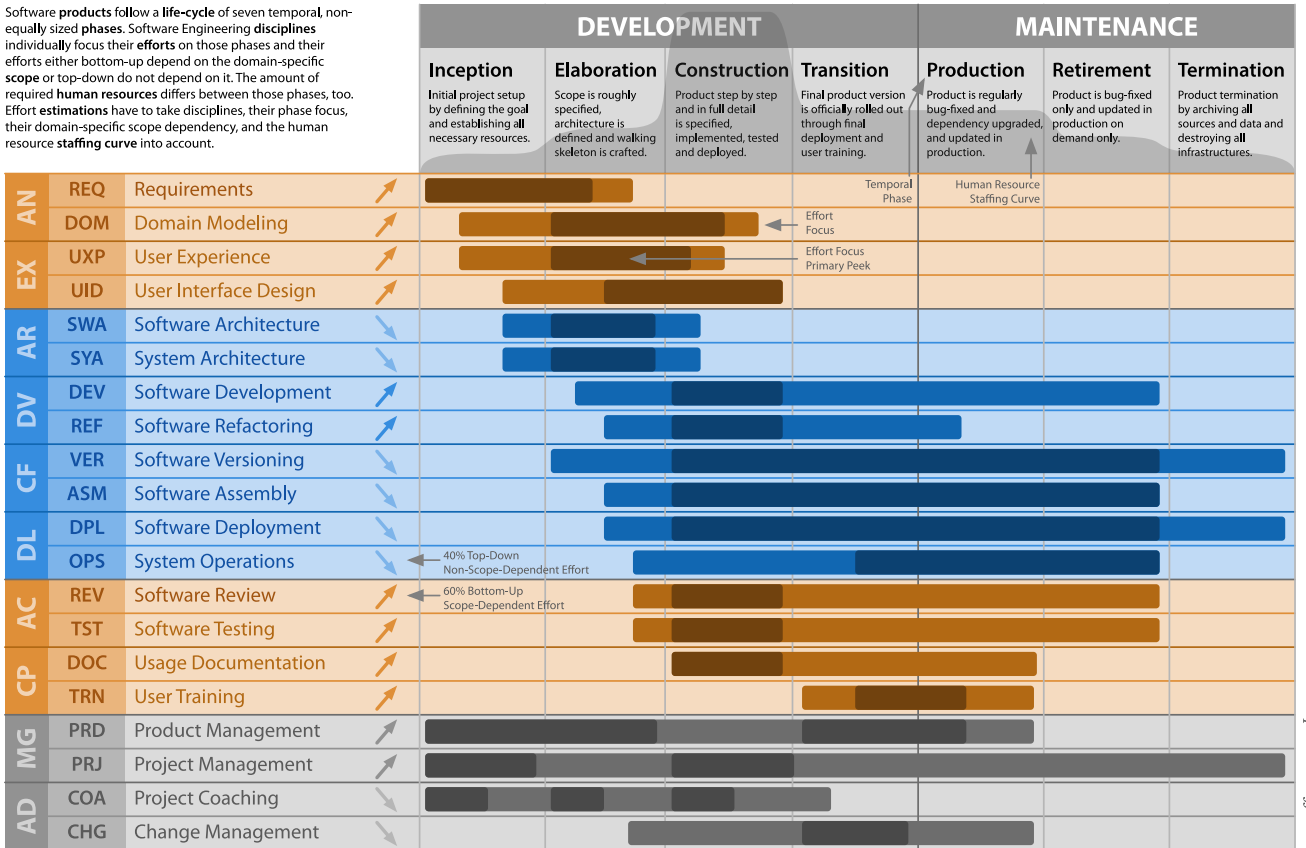 Software products follow a life-cycle of seven temporal, non-
equally sized phases. Software Engineering disciplines
individually focus their efforts on those phases and their
efforts either bottom-up depend on the domain-specific
scope or top-down do not depend on it. The amount of
required human resources differs between those phases, too.
Effort estimations have to take disciplines, their phase focus,
their domain-specific scope dependency, and the human
resource staffing curve into account.
DEVELOPMENT
MAINTENANCE
Inception
Initial project setup
by defining the goal
and establishing all
necessary resources.
Elaboration
Scope is roughly
specified,
architecture is
defined and walking
skeleton is crafted.
Construction
Product step by step
and in full detail
is specified,
implemented, tested
and deployed.
Transition
Final product version
is officially rolled out
through final
deployment and
user training.
Production
Product is regularly
bug-fixed and
dependency upgraded,
and updated in
production.
Retirement
Product is bug-fixed
only and updated in
production on
demand only.
Termination
Product termination
by archiving all
sources and data and
destroying all
infrastructures.
Temporal
Phase
Human Resource
Staffing Curve
AN
REQ Requirements
DOM Domain Modeling
Effort
Focus
EX
UXP User Experience
Effort Focus
Primary Peek
UID User Interface Design
AR
SWA Software Architecture
SYA System Architecture
DV
DEV Software Development
REF Software Refactoring
CF
VER Software Versioning
ASM Software Assembly
DL
DPL Software Deployment
OPS System Operations
40% Top-Down
Non-Scope-Dependent Effort
AC
REV Software Review
60% Bottom-Up
Scope-Dependent Effort
TST Software Testing
CP
DOC Usage Documentation
TRN User Training
MG
PRD Product Management
PRJ Project Management
AD
COA Project Coaching
CHG Change Management